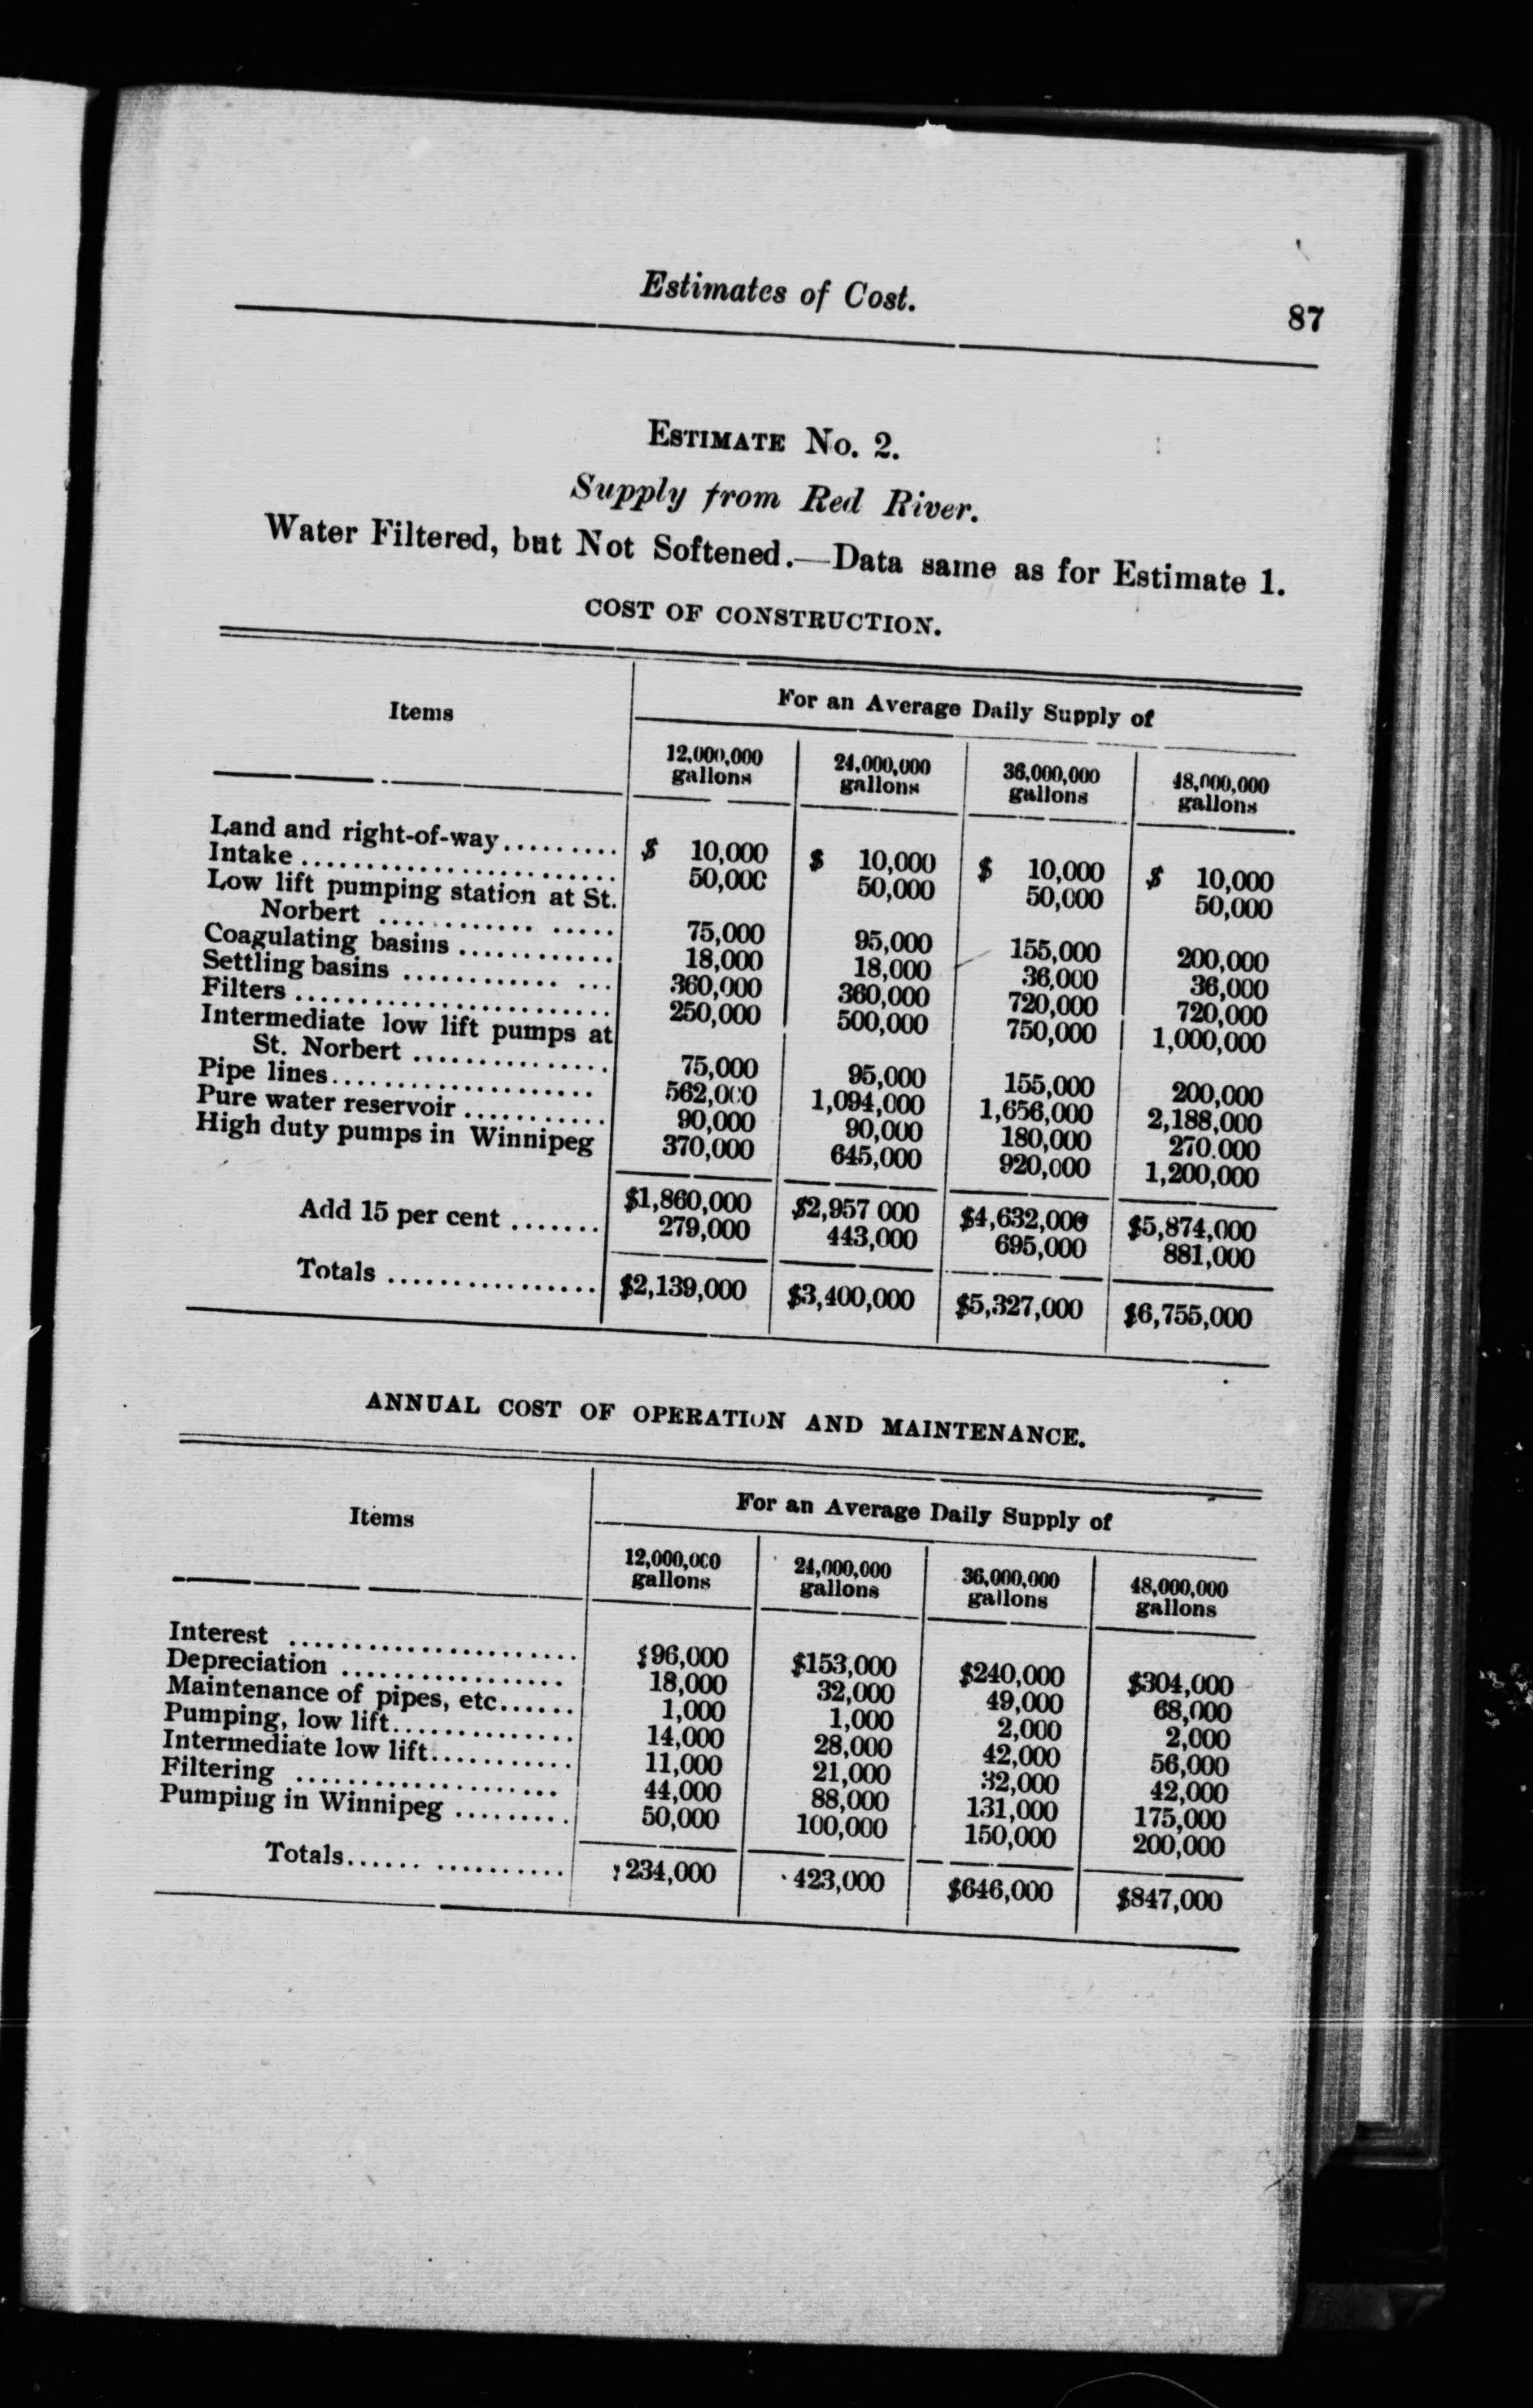 Estimates of Cost.
87
ESTIMATE No. 2.
Supply from Red River.
Water Filtered, but Not Softened.—Data same as for Estimate 1.
COST OF CONSTRUCTION.
Items
For an Average Daily Supply of
12,000,000 gallons 24,000,000 gallons 36,000,000 gallons 48,000,000 gallons
Land and right-of-way......... $ 10,000 $ 10,000 $ 10,000 $ 10,000
Intake ........................ 50,000 50,000 50,000 50,000
Low lift pumping station at St.
Norbert ................. 75,000 95,000 155,000 200,000
Coagulating basins ............ 18,000 18,000 36,000 36,000
Settling basins ............... 360,000 360,000 720,000 720,000
Filters ........................ 250,000 500,000 750,000 1,000,000
Intermediate low lift pumps at
St. Norbert ............... 75,000 95,000 155,000 200,000
Pipe lines..................... 562,000 1,094,000 1,656,000 2,188,000
Pure water reservoir ........... 90,000 90,000 180,000 270.000
High duty pumps in Winnipeg 370,000 645,000 920,000 1,200,000
$1,860,000 $2,957 000 $4,632,000 $5,874,000
Add 15 per cent ....... 279,000 443,000 695,000 881,000
Totals ................ $2,139,000 $3,400,000 $5,327,000 $6,755,000
ANNUAL COST OF OPERATION AND MAINTENANCE.
Items
For an Average Daily Supply of
12,000,000 gallons 24,000,000 gallons 36,000,000 gallons 48,000,000 gallons
Interest ...................... $96,000 $153,000 $240,000 $304,000
Depreciation ................. 18,000 32,000 49,000 68,000
Maintenance of pipes, etc...... 1,000 1,000 2,000 2,000
Pumping, low lift.............. 14,000 28,000 42,000 56,000
Intermediate low lift........... 11,000 21,000 32,000 42,000
Filtering .................... 44,000 88,000 131,000 175,000
Pumping in Winnipeg ......... 50,000 100,000 150,000 200,000
Totals................ $234,000 423,000 $646,000 $847,000